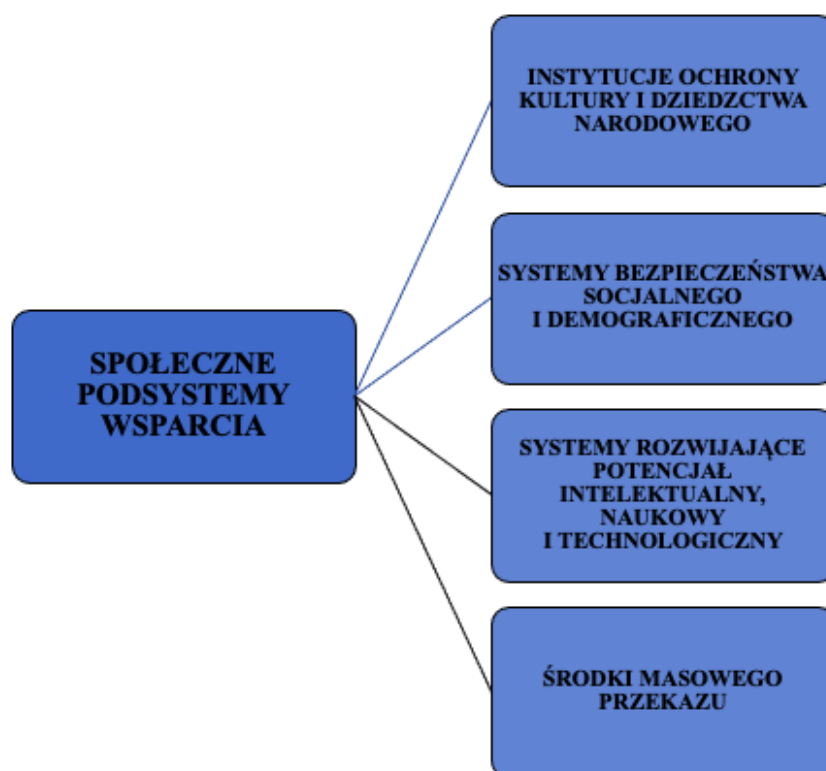 INSTYTUCJE OCHRONY
KULTURY I DZIEDZCTWA
NARODOWEGO
SYSTEMY BEZPIECZEŃSTWA
SOCJALNEGO
I DEMOGRAFICZNEGO
SPOŁECZNE
PODSYSTEMY
WSPARCIA
SYSTEMY ROZWIJAJĄCE
POTENCJAŁ
INTELEKTUALNY,
NAUKOWY
I TECHNOLOGICZNY
ŚRODKI MASOWEGO
PRZEKAZU